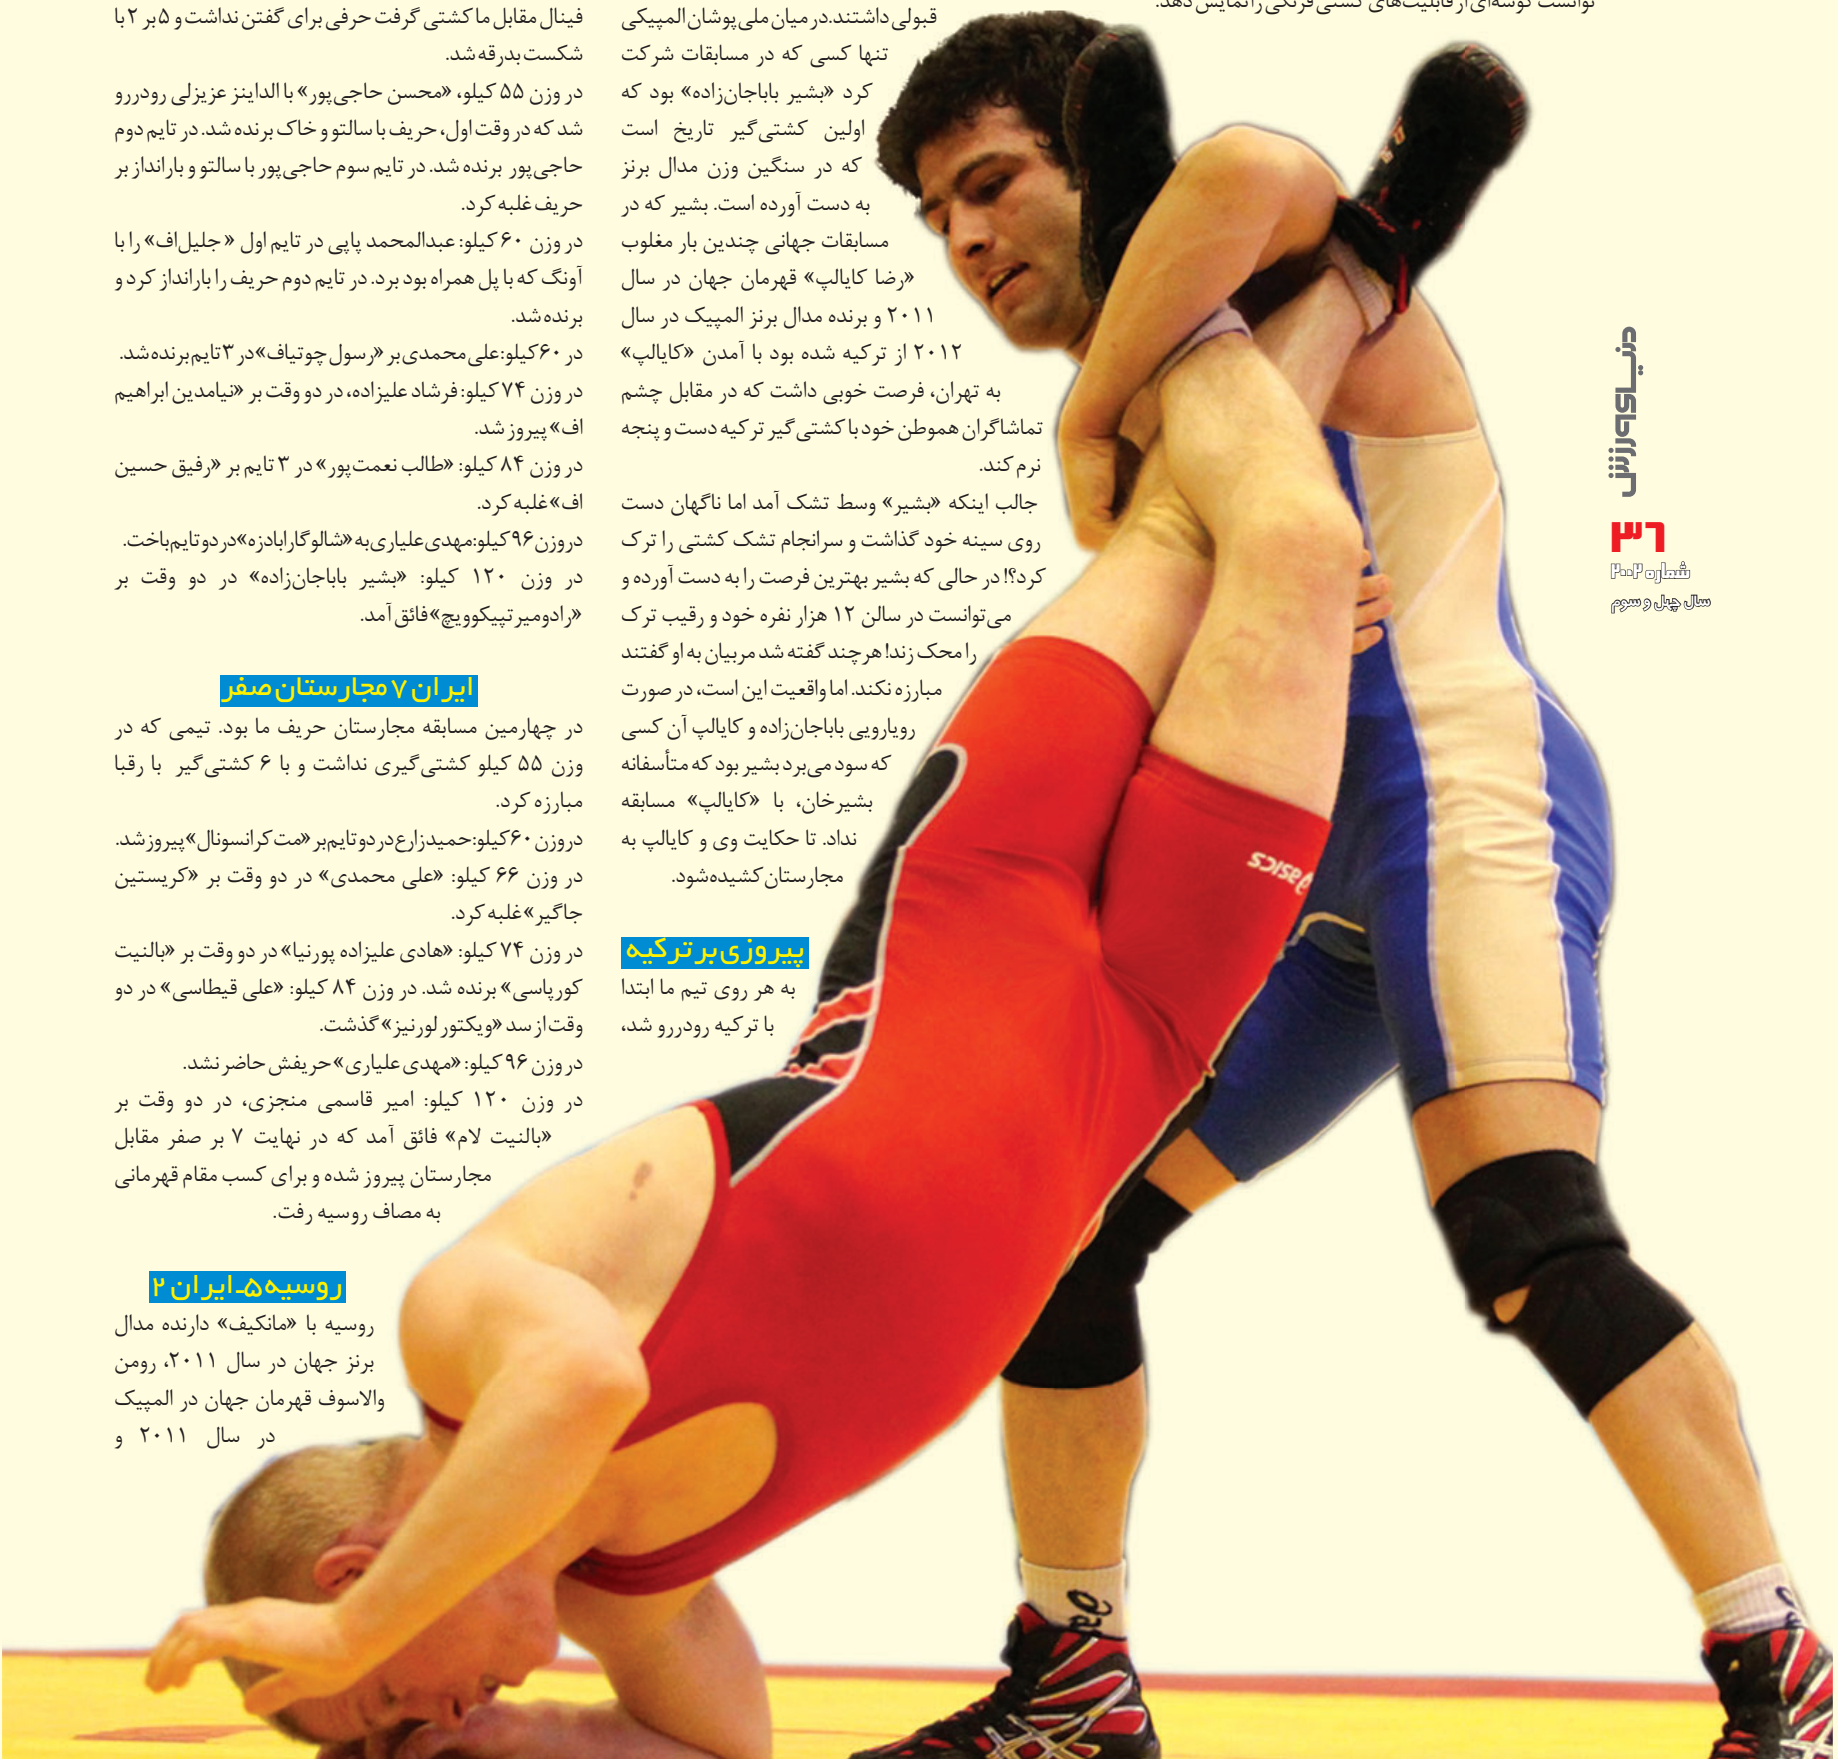 توانست گوشه‌ای از قابلیت‌های کشتی فرنگی را نمایش دهد.
قبولی داشتند. در میان ملی پوشان المپیکی
تنها کسی که در مسابقات شرکت
کرد «بشیر باباجان‌زاده» بود که
اولین کشتی‌گیر تاریخ است
که در سنگین وزن مدال برنز
به دست آورده است. بشیر که در
مسابقات جهانی چندین بار مغلوب
«رضا کایالپ» قهرمان جهان در سال
۲۰۱۱ و برنده مدال برنز المپیک در سال
۲۰۱۲ از ترکیه شده بود با آمدن «کایالپ»
به تهران، فرصت خوبی داشت که در مقابل چشم
تماشاگران هموطن خود با کشتی‌گیر ترکیه دست و پنجه
نرم کند.
جالب اینکه «بشیر» وسط تشک آمد اما ناگهان دست
روی سینه خود گذاشت و سرانجام تشک کشتی را ترک
کرد؟! در حالی که بشیر بهترین فرصت را به دست آورده و
می‌توانست در سالن ۱۲ هزار نفره خود و رقیب ترک
را محک زند! هرچند گفته شد مربیان به او گفتند
مبارزه نکند. اما واقعیت این است، در صورت
رویارویی باباجان‌زاده و کایالپ آن کسی
که سود می‌برد بشیر بود که متأسفانه
بشیرخان، با «کایالپ» مسابقه
نداد. تا حکایت وی و کایالپ به
مجارستان کشیده‌شود.
پیروزی بر ترکیه
به هر روی تیم ما ابتدا
با ترکیه رودررو شد،
فینال مقابل ما کشتی گرفت حرفی برای گفتن نداشت و ۵ بر ۲ با
شکست بدرقه شد.
در وزن ۵۵ کیلو، «محسن حاجی‌پور» با الداینز عزیزلی رودررو
شد که در وقت اول، حریف با سالتو و خاک برنده شد. در تایم دوم
حاجی‌پور برنده شد. در تایم سوم حاجی‌پور با سالتو و بارانداز بر
حریف غلبه کرد.
در وزن ۶۰ کیلو: عبدالمحمد پاپی در تایم اول « جلیل‌اف» را با
آونگ که با پل همراه بود برد. در تایم دوم حریف را بارانداز کرد و
برنده شد.
در ۶۰ کیلو: علی محمدی بر «رسول چوتیاف» در ۳ تایم برنده شد.
در وزن ۷۴ کیلو: فرشاد علیزاده، در دو وقت بر «نیامدین ابراهیم
اف» پیروز شد.
در وزن ۸۴ کیلو: «طالب نعمت‌پور» در ۳ تایم بر «رفیق حسین
اف» غلبه کرد.
در وزن ۹۶ کیلو: مهدی علیاری به «شالو گارابادزه» در دو تایم باخت.
در وزن ۱۲۰ کیلو: «بشیر باباجان‌زاده» در دو وقت بر
«رادومیر تپیکوویچ» فائق آمد.
ایران ۷ مجارستان صفر
در چهارمین مسابقه مجارستان حریف ما بود. تیمی که در
وزن ۵۵ کیلو کشتی‌گیری نداشت و با ۶ کشتی‌گیر با رقبا
مبارزه کرد.
در وزن ۶۰ کیلو: حمید زارع در دو تایم بر «مت کرانسونال» پیروز شد.
در وزن ۶۶ کیلو: «علی محمدی» در دو وقت بر «کریستین
جاگیر» غلبه کرد.
در وزن ۷۴ کیلو: «هادی علیزاده پورنیا» در دو وقت بر «بالنیت
کورپاسی» برنده شد. در وزن ۸۴ کیلو: «علی قیطاسی» در دو
وقت از سد «ویکتور لورنیز» گذشت.
در وزن ۹۶ کیلو: «مهدی علیاری» حریفش حاضر نشد.
در وزن ۱۲۰ کیلو: امیر قاسمی منجزی، در دو وقت بر
«بالنیت لام» فائق آمد که در نهایت ۷ بر صفر مقابل
مجارستان پیروز شده و برای کسب مقام قهرمانی
به مصاف روسیه رفت.
روسیه ۵ـ ایران ۲
روسیه با «مانکیف» دارنده مدال
برنز جهان در سال ۲۰۱۱، رومن
والاسوف قهرمان جهان در المپیک
در سال ۲۰۱۱ و
دنیای ورزش
۳۶
شماره ۲۰۰۲
سال چهل و سوم
asics